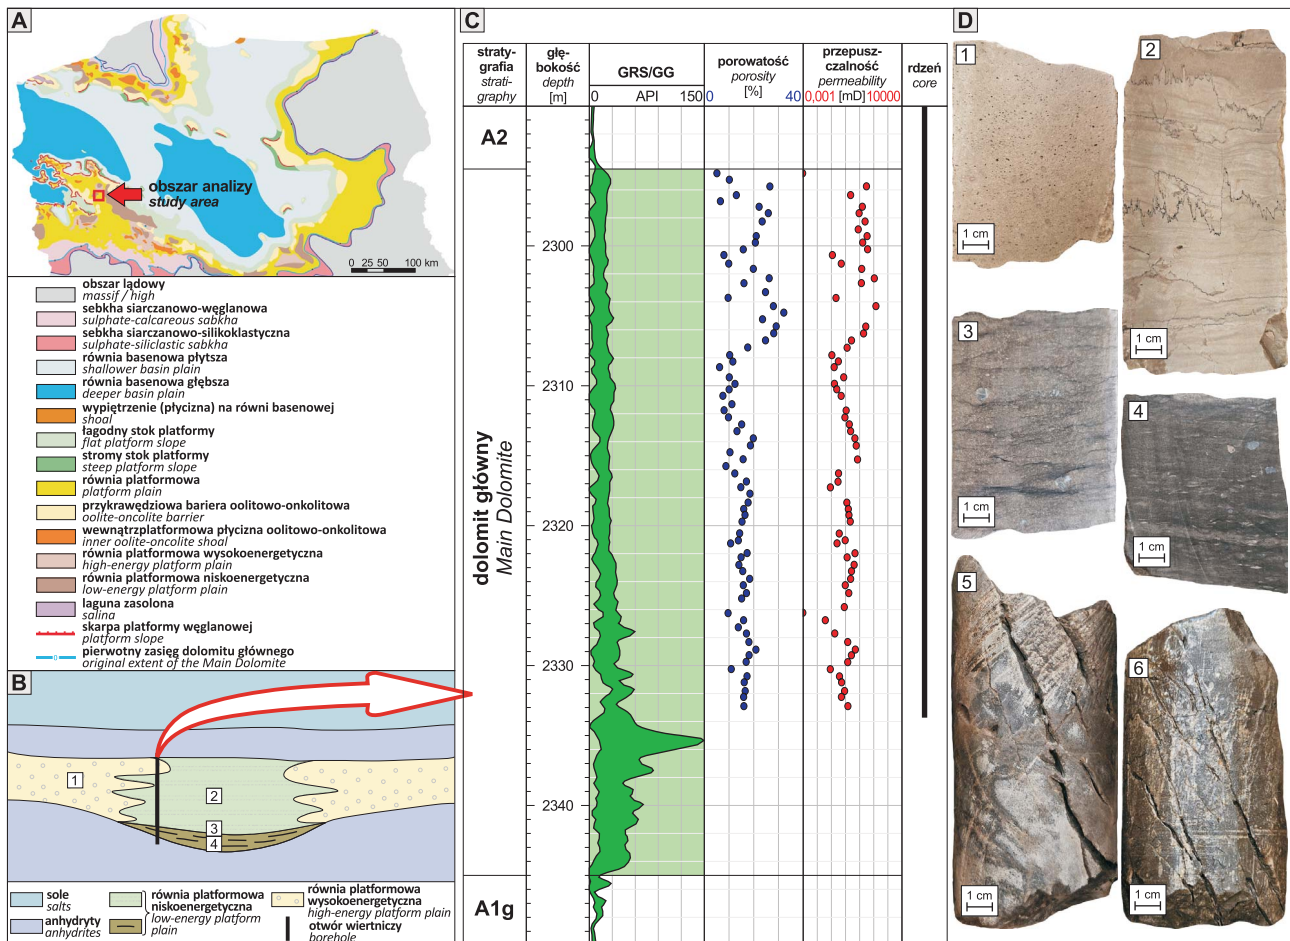 A
obszar analizy
study area
0 25 50 100 km
obszar lądowy
massif / high
sebkha siarczanowo-węglanowa
sulphate-calcareous sabkha
sebkha siarczanowo-silikoklastyczna
sulphate-siliclastic sabkha
równia basenowa płytsza
shallower basin plain
równia basenowa głębsza
deeper basin plain
wypiętrzenie (płycizna) na równi basenowej
shoal
łagodny stok platformy
flat platform slope
stromy stok platformy
steep platform slope
równia platformowa
platform plain
przykrawędziowa bariera oolitowo-onkolitowa
oolite-oncolite barrier
wewnątrzplatformowa płycizna oolitowo-onkolitowa
inner oolite-oncolite shoal
równia platformowa wysokoenergetyczna
high-energy platform plain
równia platformowa niskoenergetyczna
low-energy platform plain
laguna zasolona
salina
skarpa platformy węglanowej
platform slope
pierwotny zasięg dolomitu głównego
original extent of the Main Dolomite
B
1
2
3
4
sole
salts
anhydryty
anhydrites
równia platformowa
niskoenergetyczna
low-energy platform
plain
równia platformowa
wysokoenergetyczna
high-energy platform plain
otwór wiertniczy
borehole
C
straty-
grafia
strati-
graphy
głę-
bokość
depth
[m]
GRS/GG
0 API 150
porowatość
porosity
[%]
0 40
przepusz-
czalność
permeability
0,001 [mD] 10000
rdzeń
core
A2
dolomit główny
Main Dolomite
A1g
2300
2310
2320
2330
2340
D
1
1 cm
2
1 cm
3
1 cm
4
1 cm
5
1 cm
6
1 cm